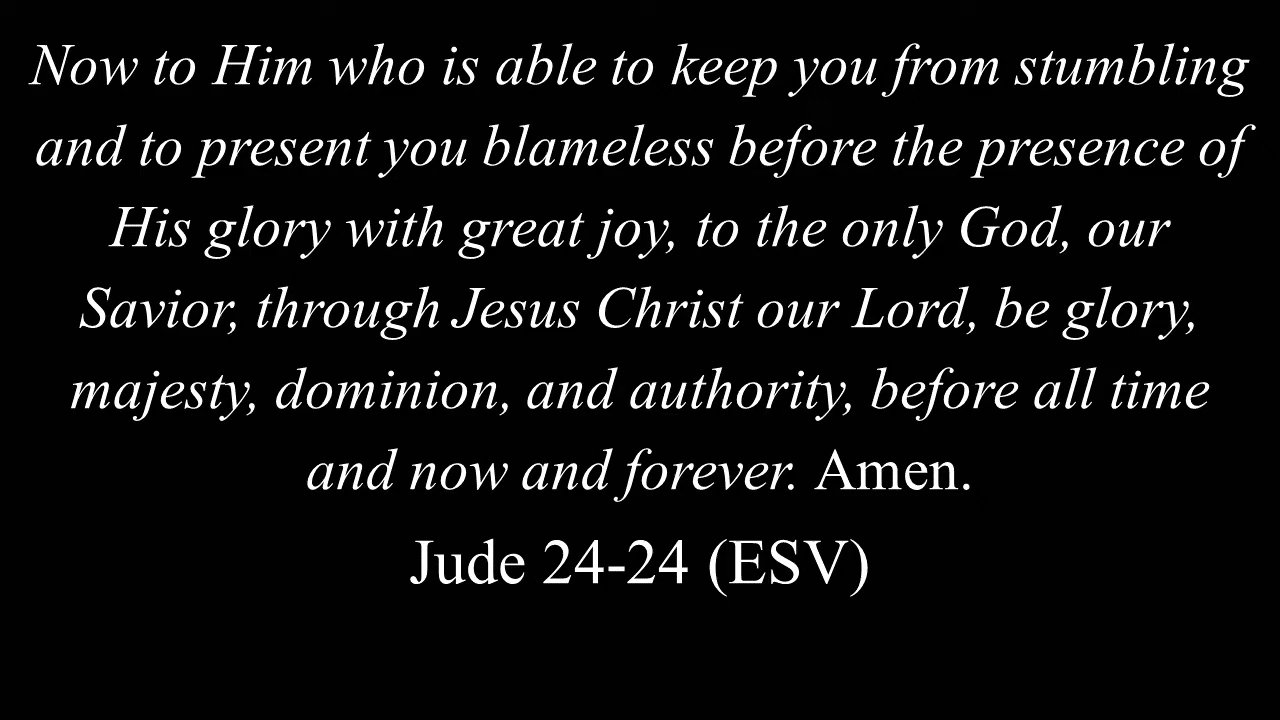 Now to Him who is able to keep you from stumbling
and to present you blameless before the presence of
His glory with great joy, to the only God, our
Savior, through Jesus Christ our Lord, be glory,
majesty, dominion, and authority, before all time
and now and forever. Amen.
Jude 24-24 (ESV)